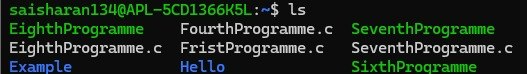 saisharan134@APL-5CD1366K5L:~$ ls
EighthProgramme    FourthProgramme.c  SeventhProgramme
EighthProgramme.c  FristProgramme.c   SeventhProgramme.c
Example            Hello              SixthProgramme